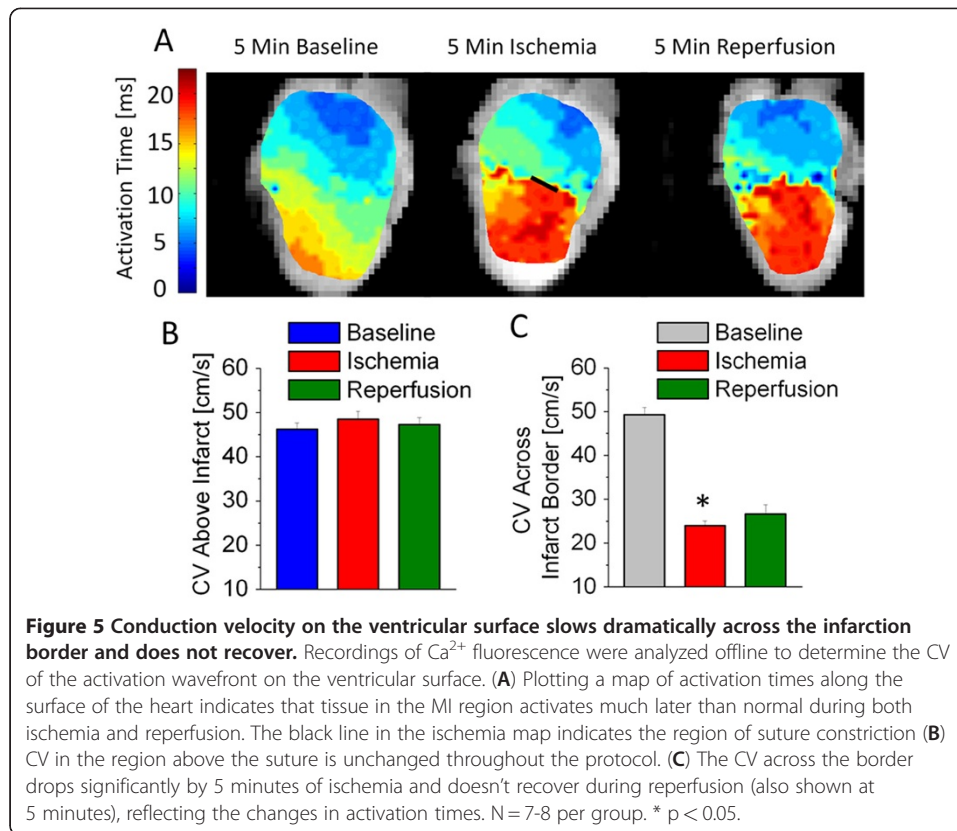 A
5 Min Baseline
5 Min Ischemia
5 Min Reperfusion
Activation Time [ms]
20
15
10
5
0
B
Baseline
Ischemia
Reperfusion
CV Above Infarct [cm/s]
60
50
40
30
20
10
C
Baseline
Ischemia
Reperfusion
CV Across
Infarct Border [cm/s]
60
50
40
30
20
10
*
Figure 5 Conduction velocity on the ventricular surface slows dramatically across the infarction
border and does not recover. Recordings of Ca²⁺ fluorescence were analyzed offline to determine the CV
of the activation wavefront on the ventricular surface. (A) Plotting a map of activation times along the
surface of the heart indicates that tissue in the MI region activates much later than normal during both
ischemia and reperfusion. The black line in the ischemia map indicates the region of suture constriction (B)
CV in the region above the suture is unchanged throughout the protocol. (C) The CV across the border
drops significantly by 5 minutes of ischemia and doesn't recover during reperfusion (also shown at
5 minutes), reflecting the changes in activation times. N = 7-8 per group. * p < 0.05.